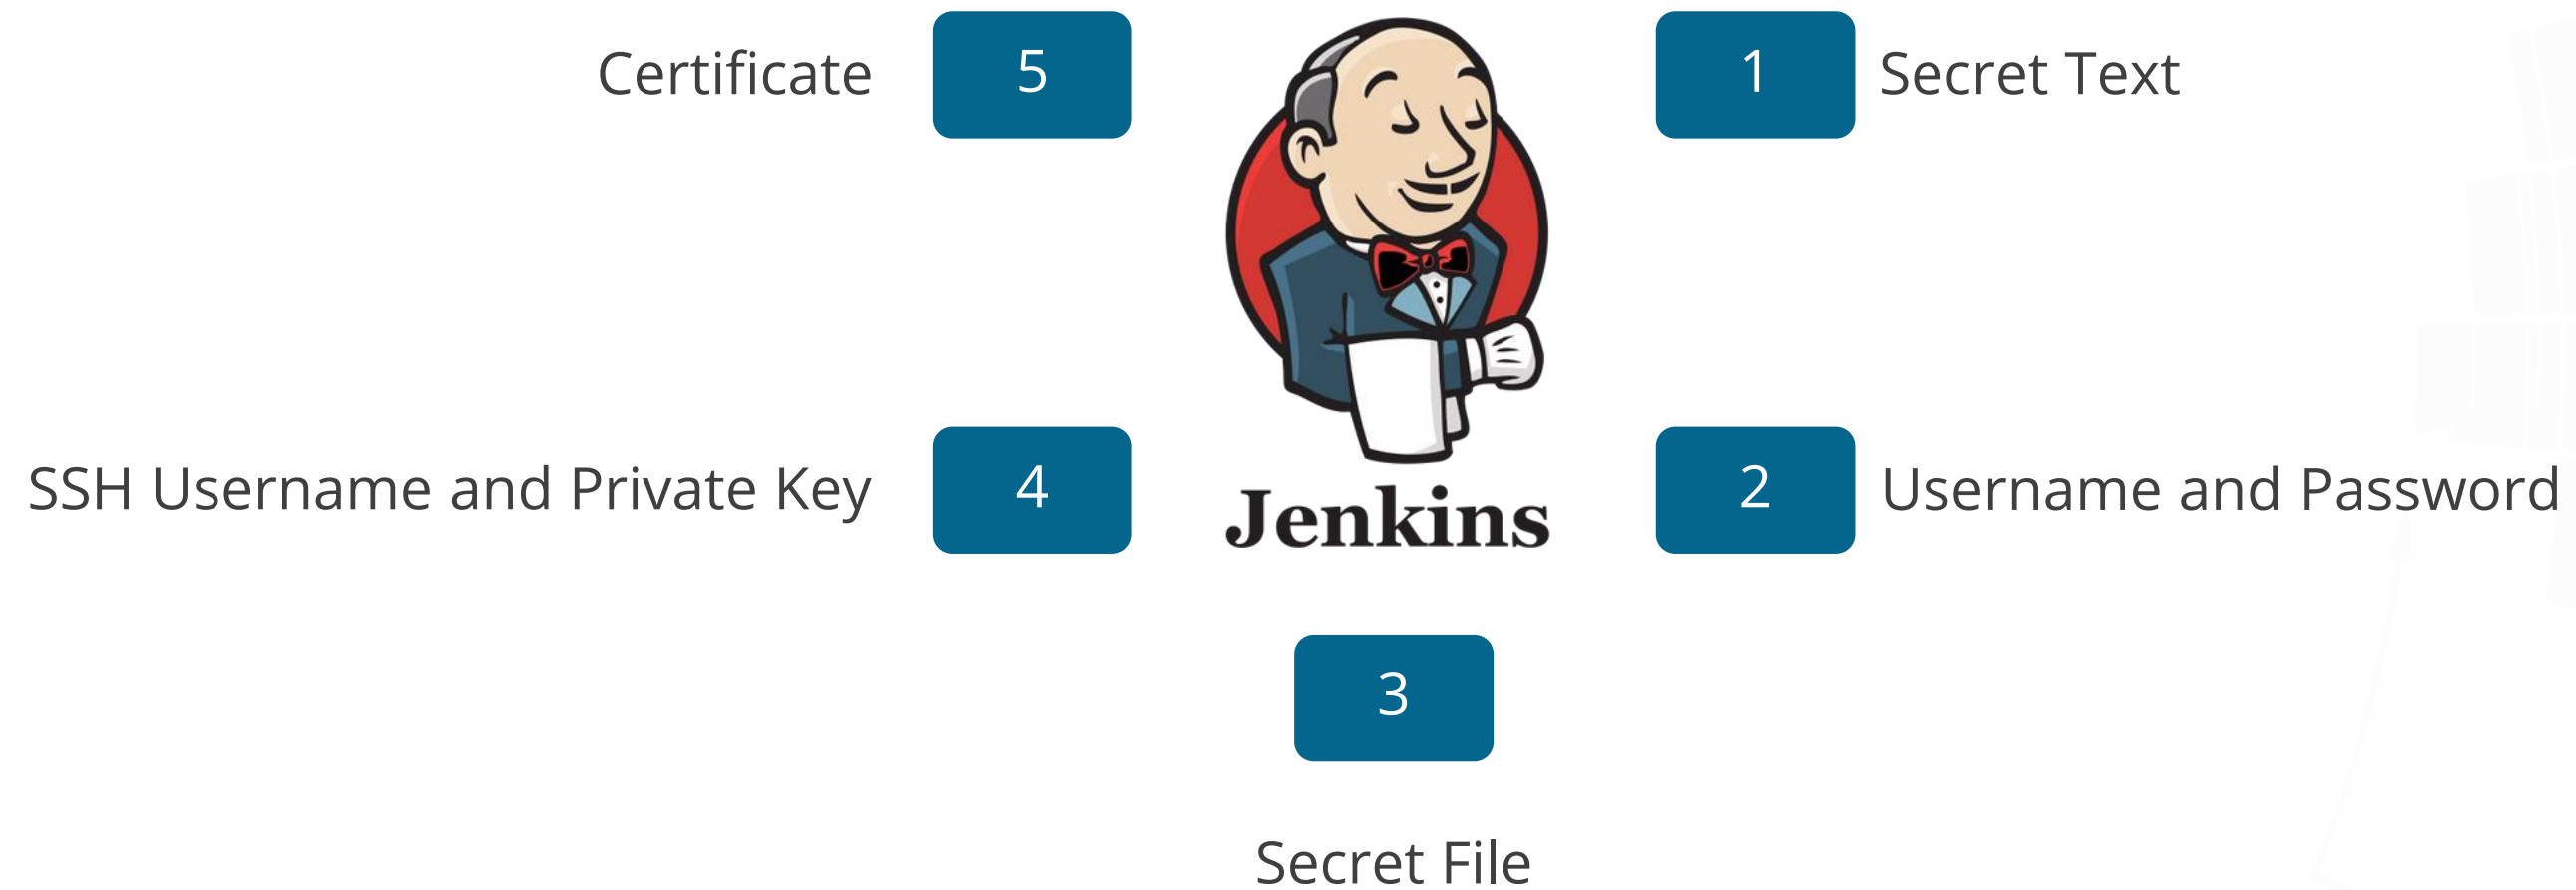 Certificate 5 1 Secret Text
SSH Username and Private Key 4 2 Username and Password
Jenkins
3
Secret File